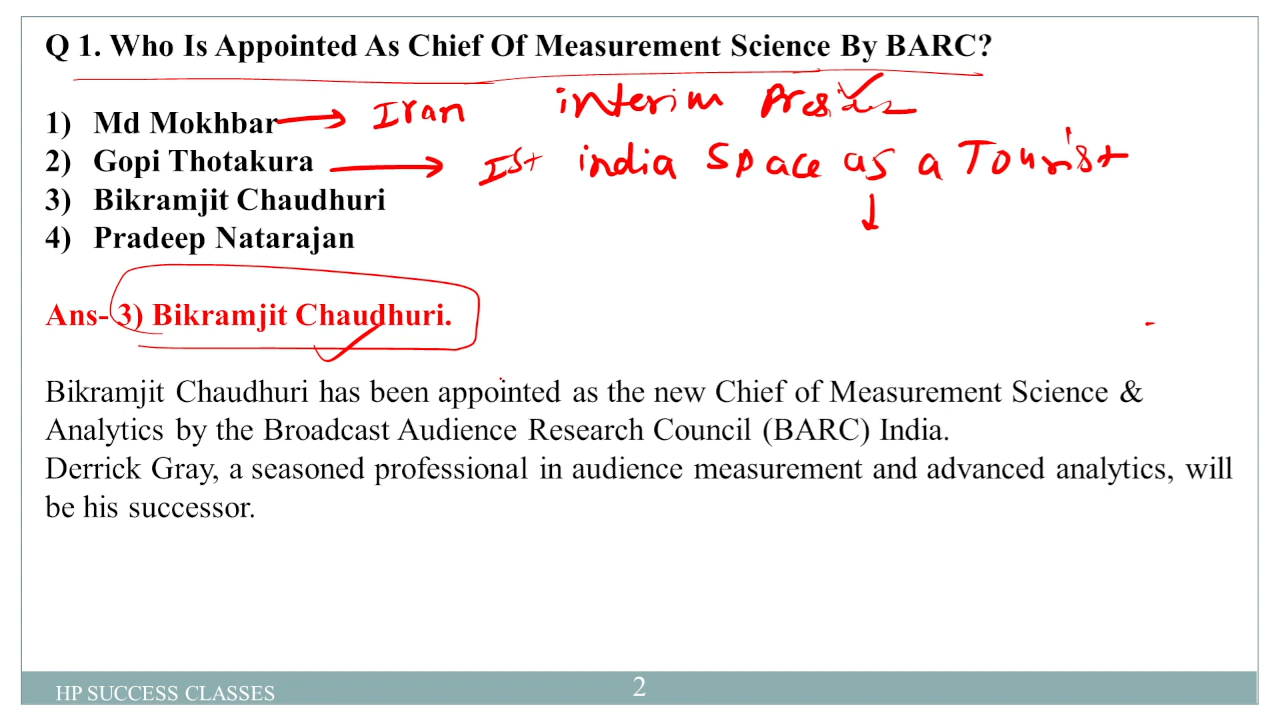 Q 1. Who Is Appointed As Chief Of Measurement Science By BARC?
1) Md Mokhbar → Iran interim
2) Gopi Thotakura → Ist india space as a Tourist
3) Bikramjit Chaudhuri
4) Pradeep Natarajan
Ans- 3) Bikramjit Chaudhuri.
Bikramjit Chaudhuri has been appointed as the new Chief of Measurement Science &
Analytics by the Broadcast Audience Research Council (BARC) India.
Derrick Gray, a seasoned professional in audience measurement and advanced analytics, will
be his successor.
HP SUCCESS CLASSES
2